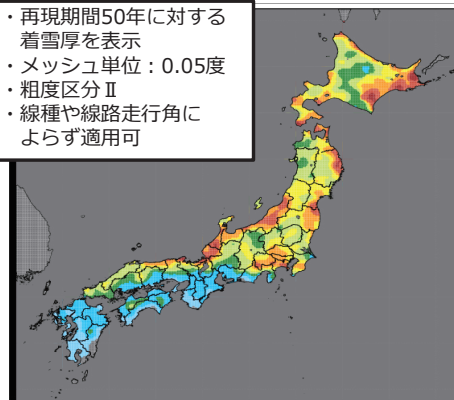 ・再現期間50年に対する
着雪厚を表示
・メッシュ単位：0.05度
・粗度区分Ⅱ
・線種や線路走行角に
よらず適用可